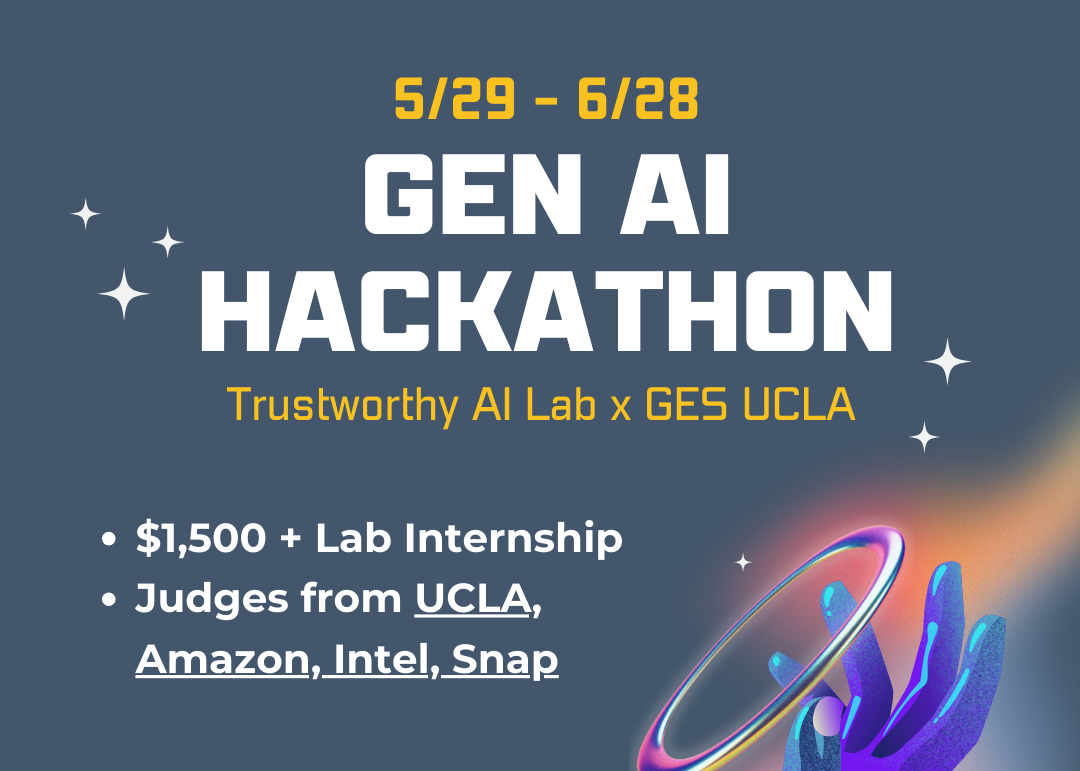 5/29 – 6/28
GEN AI
HACKATHON
Trustworthy AI Lab x GES UCLA
• $1,500 + Lab Internship
• Judges from UCLA,
Amazon, Intel, Snap